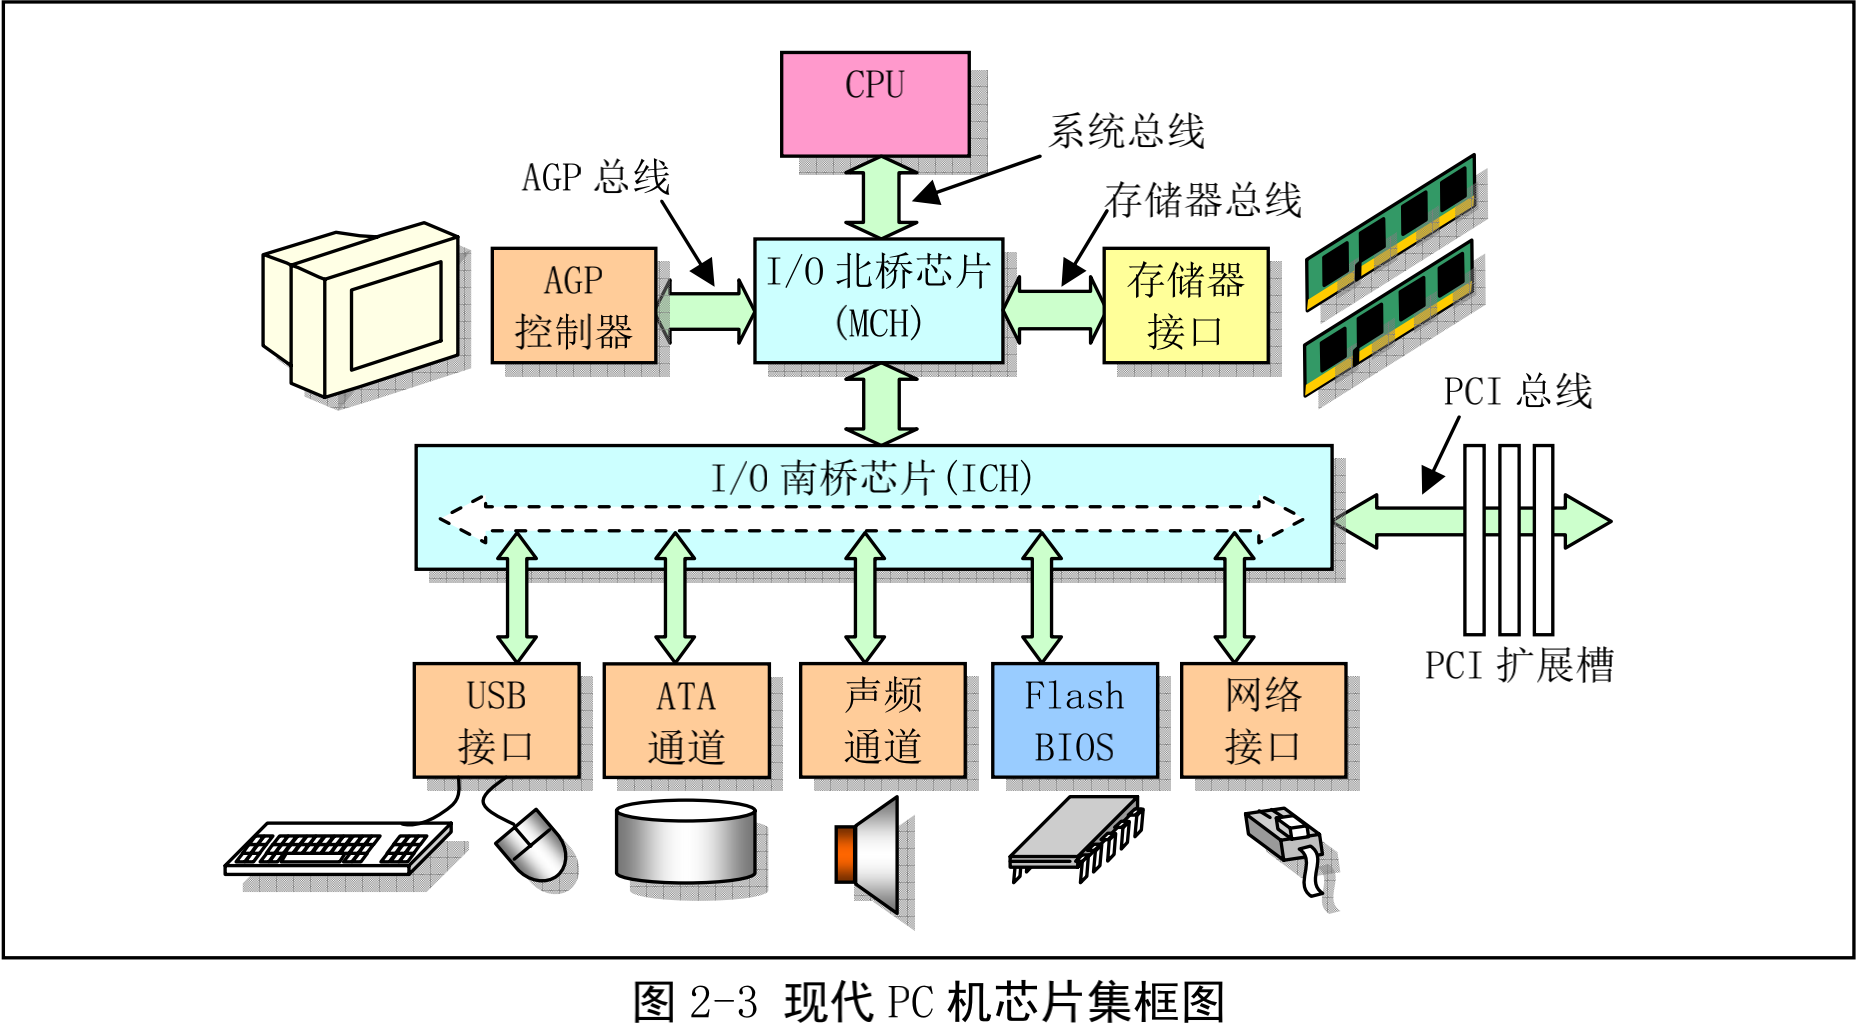 CPU
系统总线
AGP 总线
存储器总线
AGP
控制器
I/O 北桥芯片
(MCH)
存储器
接口
PCI 总线
I/O 南桥芯片(ICH)
PCI 扩展槽
USB
接口
ATA
通道
声频
通道
Flash
BIOS
网络
接口
图 2-3 现代 PC 机芯片集框图